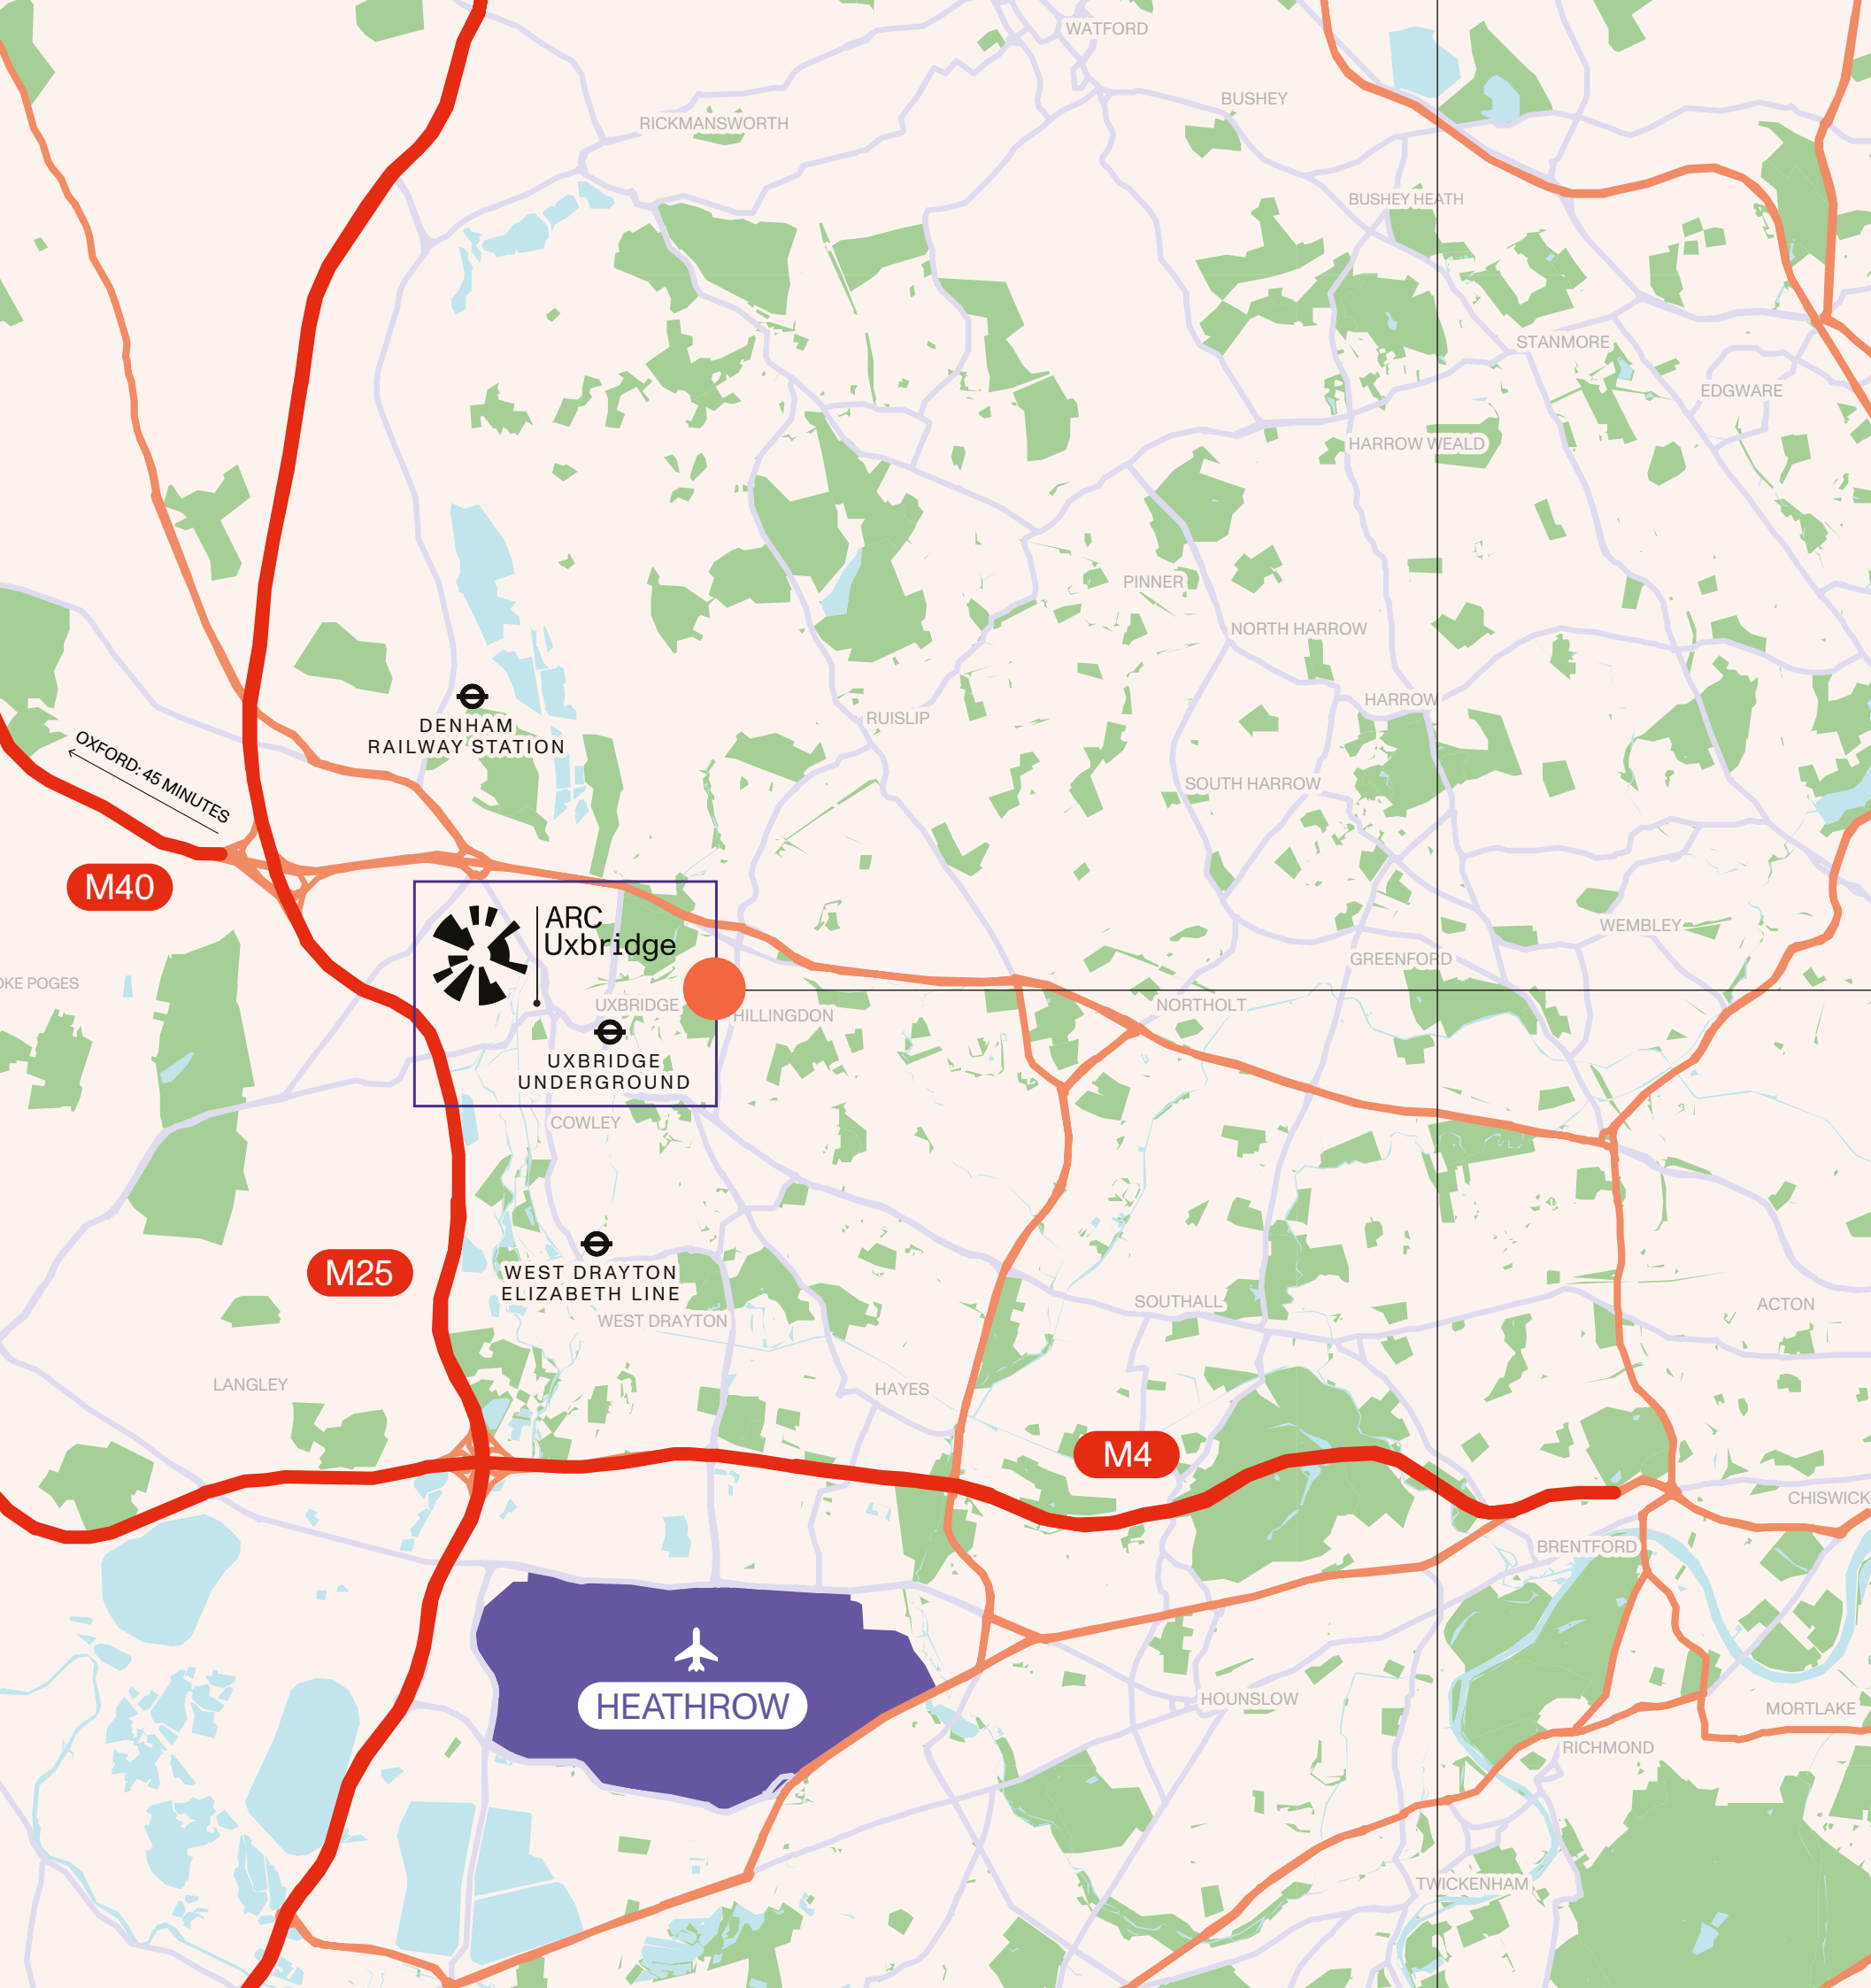 WATFORD
BUSHEY
RICKMANSWORTH
BUSHEY HEATH
STANMORE
EDGWARE
HARROW WEALD
PINNER
NORTH HARROW
HARROW
DENHAM
RAILWAY STATION
RUISLIP
OXFORD: 45 MINUTES
SOUTH HARROW
M40
ARC
Uxbridge
WEMBLEY
GREENFORD
OKE POGES
UXBRIDGE
HILLINGDON
NORTHOLT
UXBRIDGE
UNDERGROUND
COWLEY
M25
WEST DRAYTON
ELIZABETH LINE
WEST DRAYTON
SOUTHALL
ACTON
LANGLEY
HAYES
M4
CHISWICK
BRENTFORD
HEATHROW
HOUNSLOW
MORTLAKE
RICHMOND
TWICKENHAM